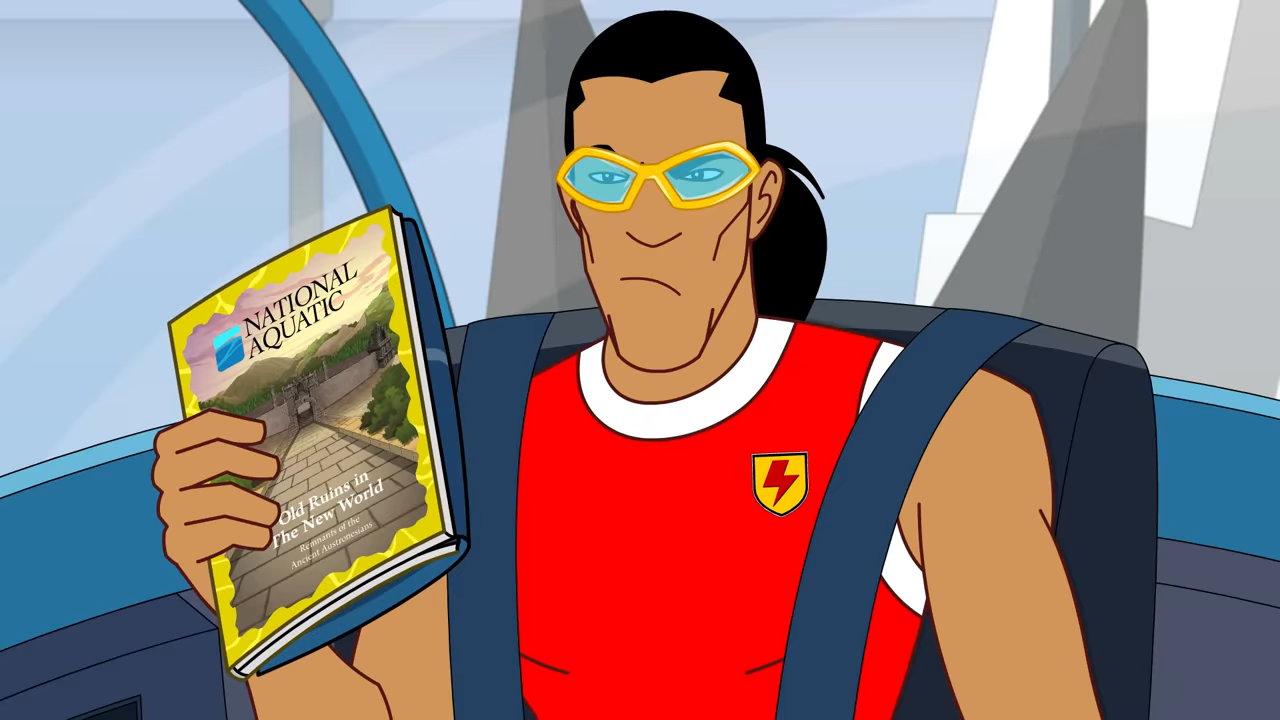 NATIONAL
AQUATIC
Old Ruins in
The New World
Remnants of the
Ancient Austronesians